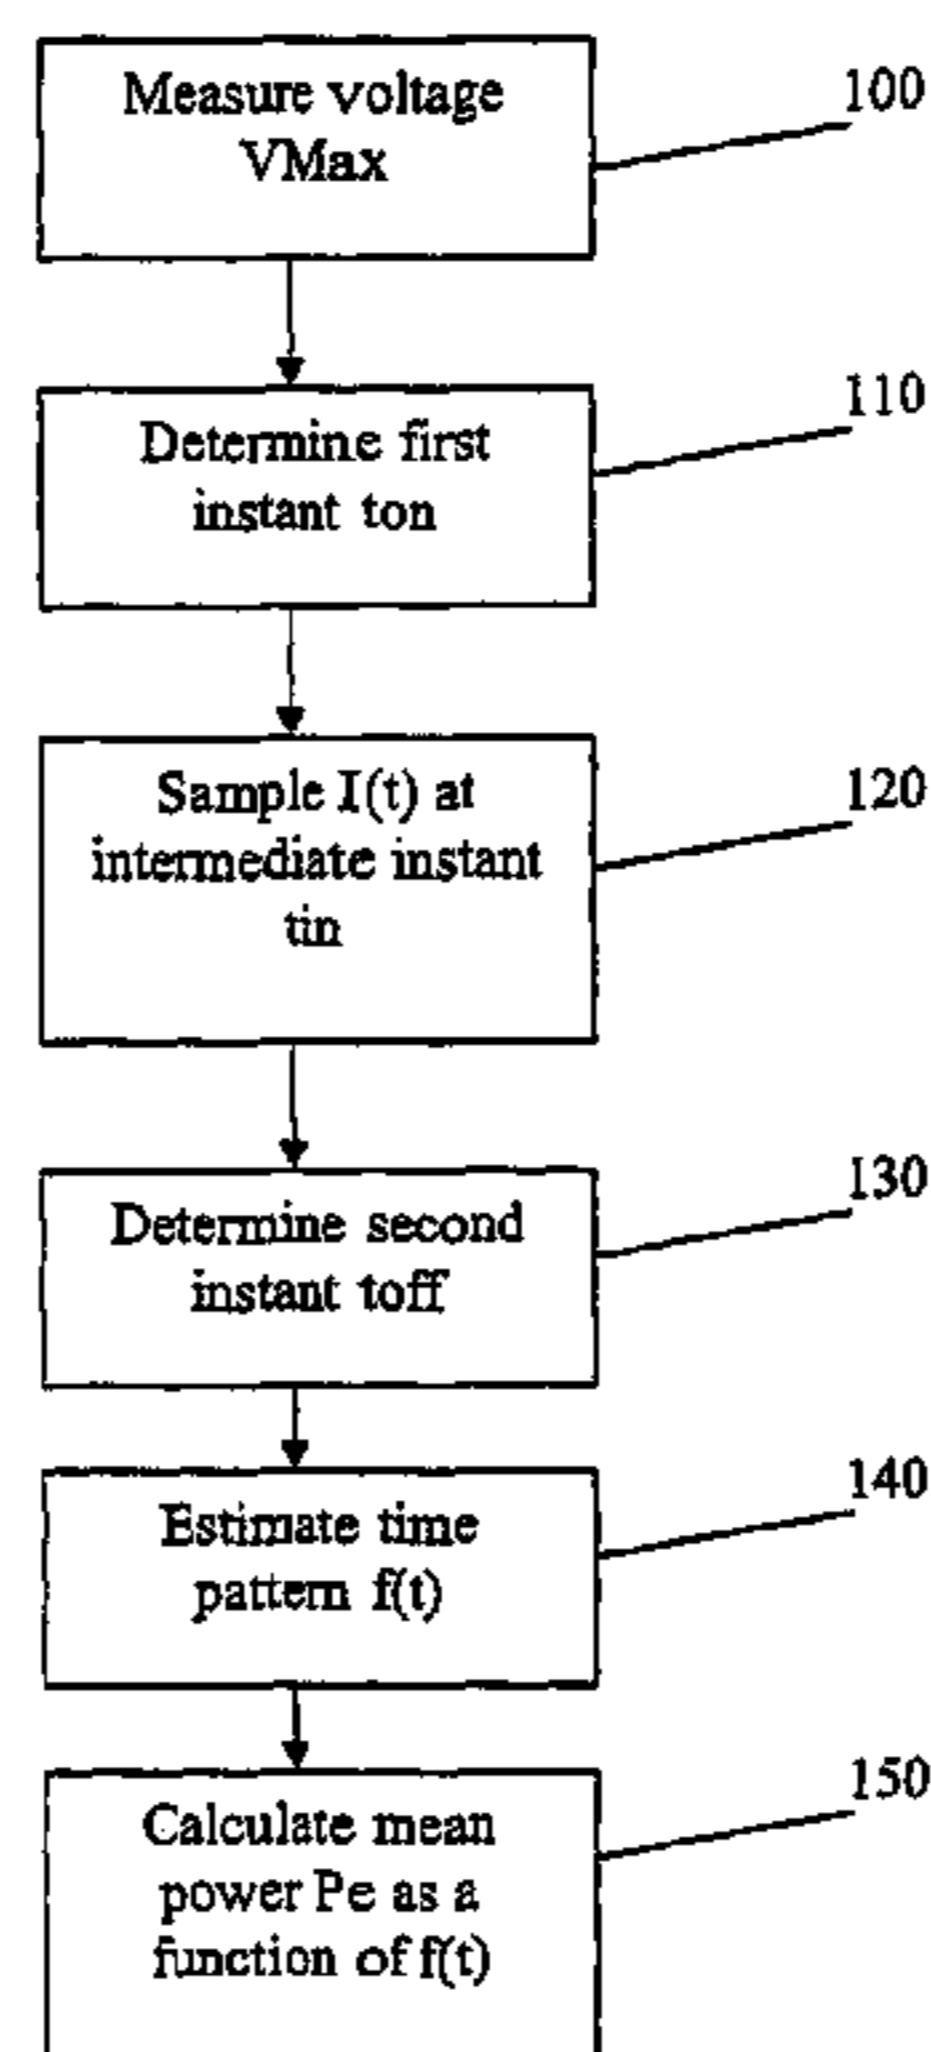 Measure voltage
VMax
100
Determine first
instant ton
110
Sample I(t) at
intermediate instant
tin
120
Determine second
instant toff
130
Estimate time
pattern f(t)
140
Calculate mean
power Pe as a
function of f(t)
150